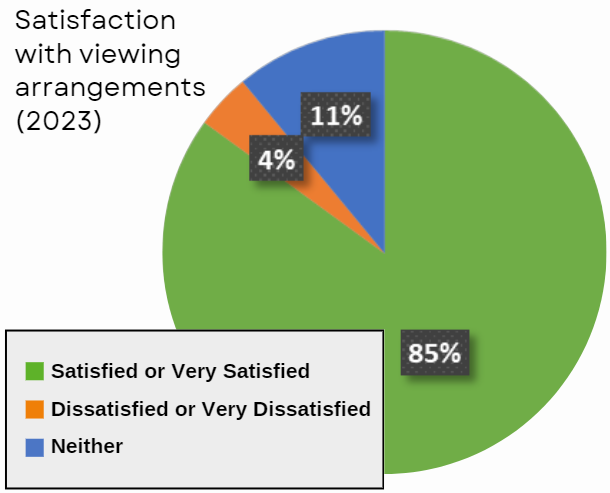 Satisfaction
with viewing
arrangements
(2023)
11%
4%
85%
Satisfied or Very Satisfied
Dissatisfied or Very Dissatisfied
Neither